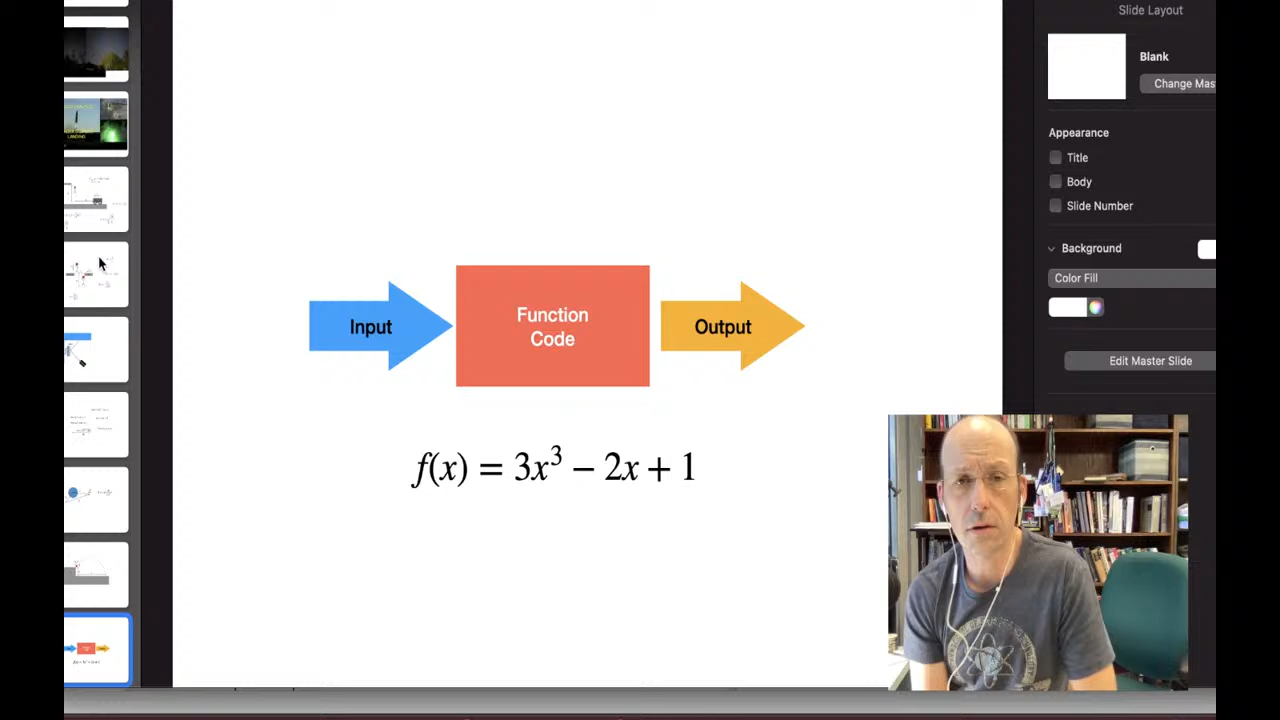 Slide Layout
Blank
Change Mas
Appearance
Title
Body
Slide Number
Background
Color Fill
Edit Master Slide
Input
Function
Code
Output
f(x) = 3x³ − 2x + 1